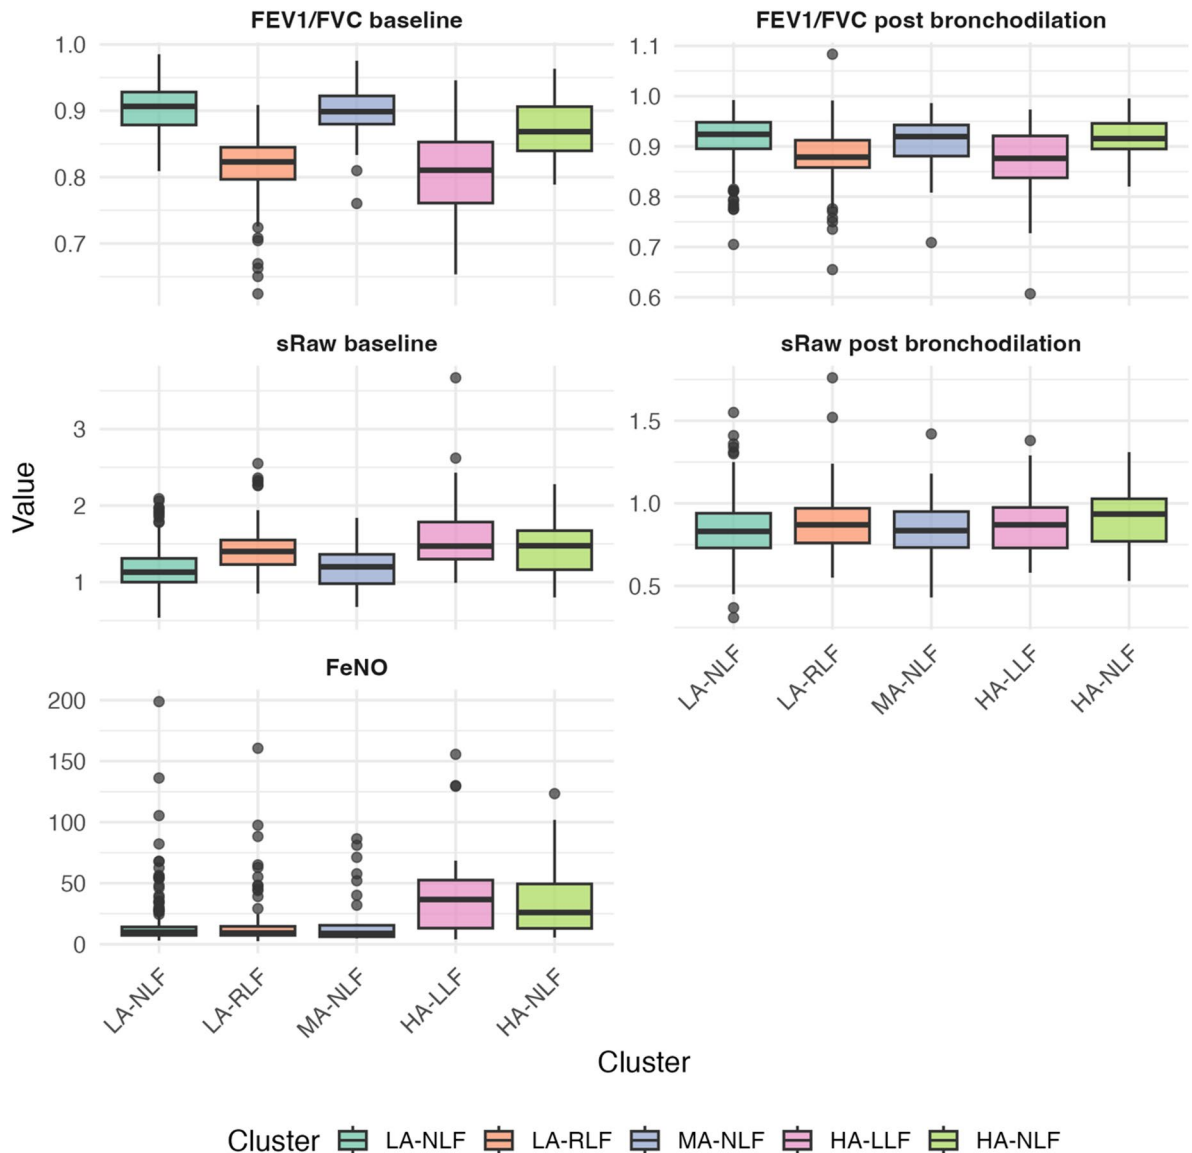 FEV1/FVC baseline
FEV1/FVC post bronchodilation
1.0
0.9
0.8
0.7
1.1
1.0
0.9
0.8
0.7
0.6
sRaw baseline
sRaw post bronchodilation
3
2
1
1.5
1.0
0.5
Value
LA-NLF
LA-RLF
MA-NLF
HA-LLF
HA-NLF
FeNO
200
150
100
50
0
LA-NLF
LA-RLF
MA-NLF
HA-LLF
HA-NLF
Cluster
Cluster LA-NLF LA-RLF MA-NLF HA-LLF HA-NLF